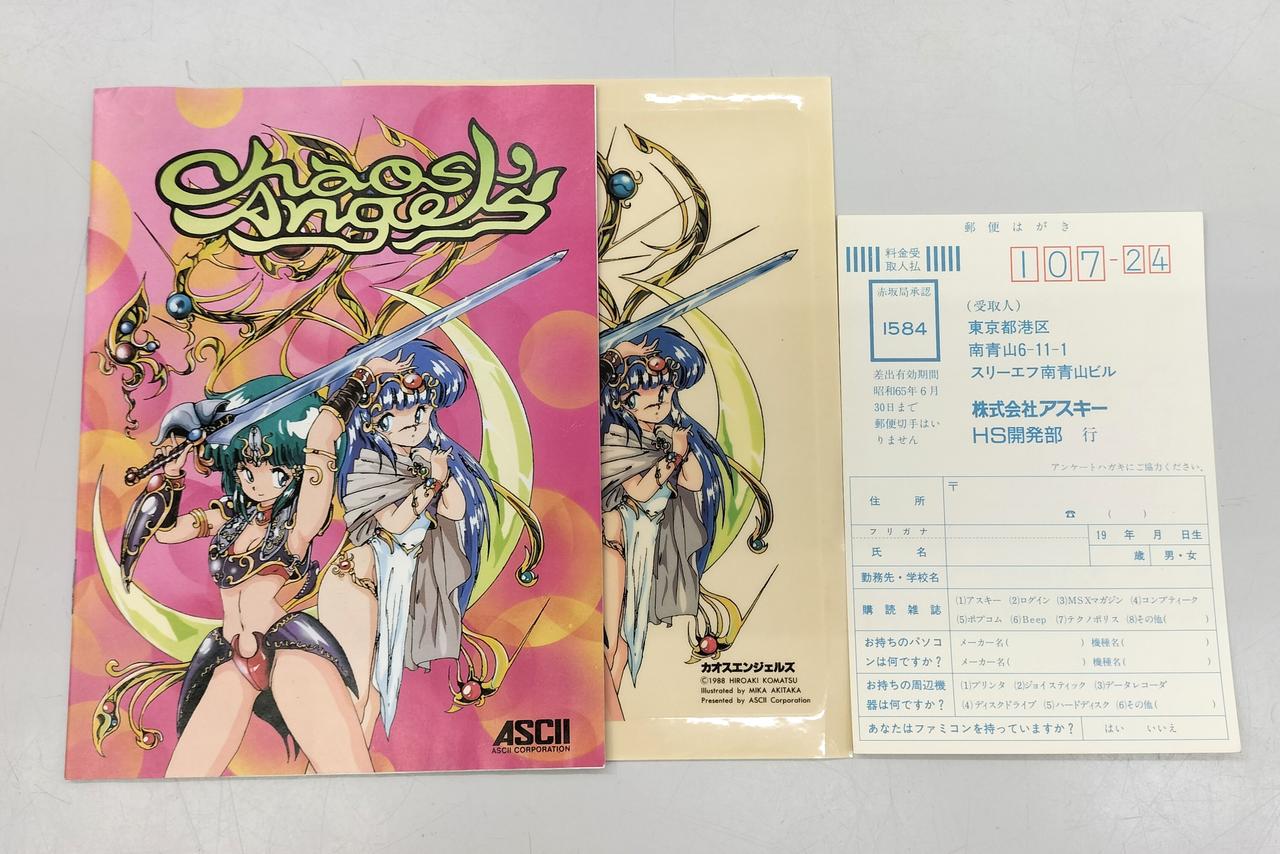 Chaos
Angels
ASCII
ASCII CORPORATION
カオスエンジェルズ
©1988 HIROAKI KOMATSU
Illustrated by MIKA AKITAKA
Presented by ASCII Corporation
郵便はがき
料金受
取人払
107-24
赤坂局承認
1584
差出有効期間
昭和65年6月
30日まで
郵便切手はい
りません
(受取人)
東京都港区
南青山6-11-1
スリーエフ南青山ビル
株式会社アスキー
HS開発部 行
アンケートハガキにご協力ください。
住所
〒
☎ ( )
フリガナ
氏名
19 年 月 日生
歳 男・女
勤務先・学校名
購読雑誌
(1)アスキー (2)ログイン (3)MSXマガジン (4)コンプティーク
(5)ポプコム (6)Beep (7)テクノポリス (8)その他( )
お持ちのパソコ
ンは何ですか?
メーカー名( ) 機種名( )
メーカー名( ) 機種名( )
お持ちの周辺機
器は何ですか?
(1)プリンタ (2)ジョイスティック (3)データレコーダ
(4)ディスクドライブ (5)ハードディスク (6)その他( )
あなたはファミコンを持っていますか?
はい いいえ